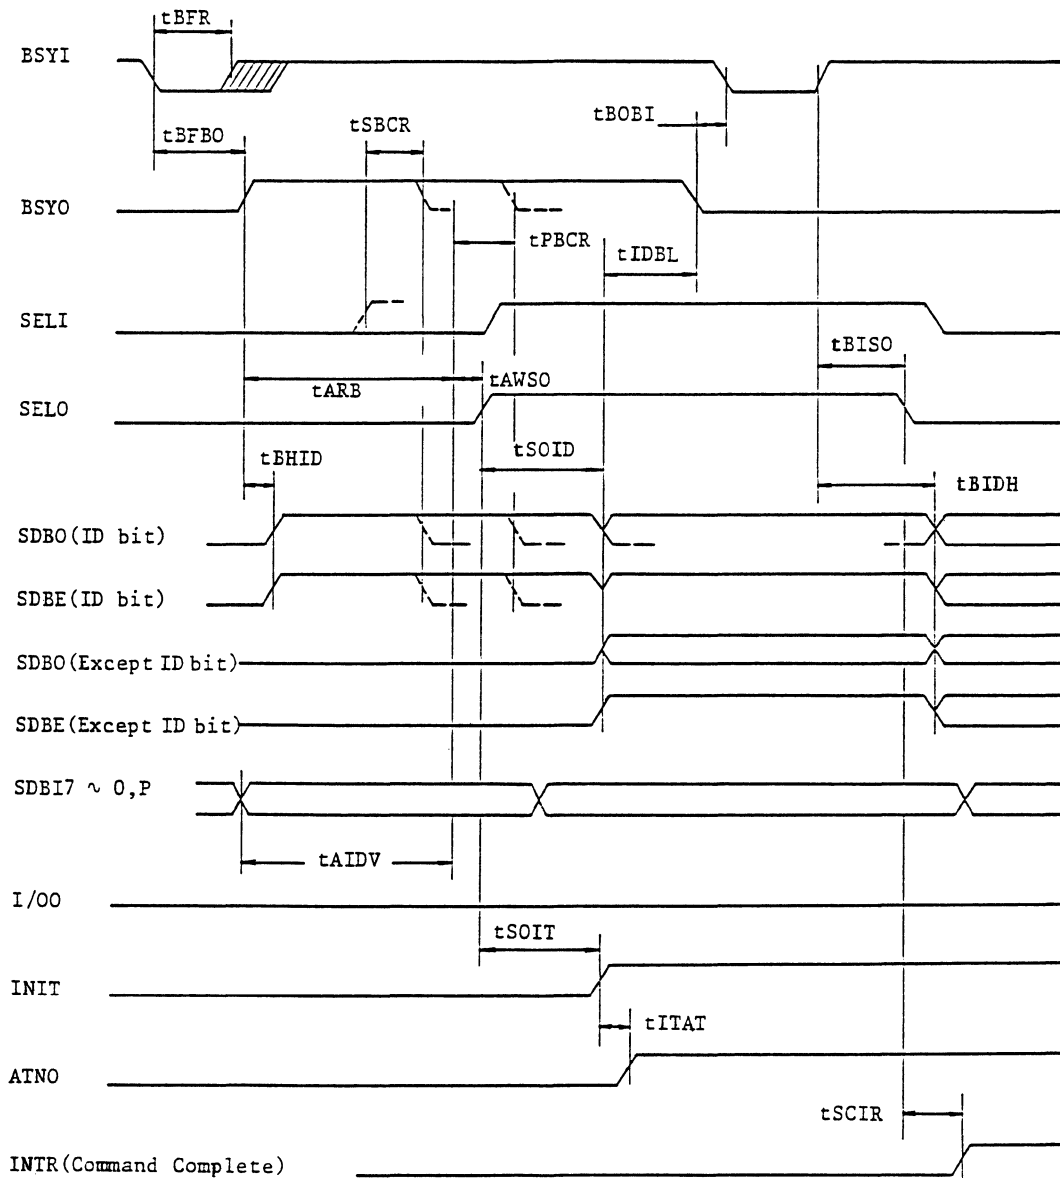 tBFR
BSYI
tBOBI
tSBCR
tBFBO
BSYO
tPBCR
tIDBL
SELI
tBISO
tARB
tAWSO
SELO
tSOID
tBHID
tBIDH
SDBO(ID bit)
SDBE(ID bit)
SDBO(Except ID bit)
SDBE(Except ID bit)
SDBI7 ~ 0,P
tAIDV
I/OO
tSOIT
INIT
tITAT
ATNO
tSCIR
INTR(Command Complete)